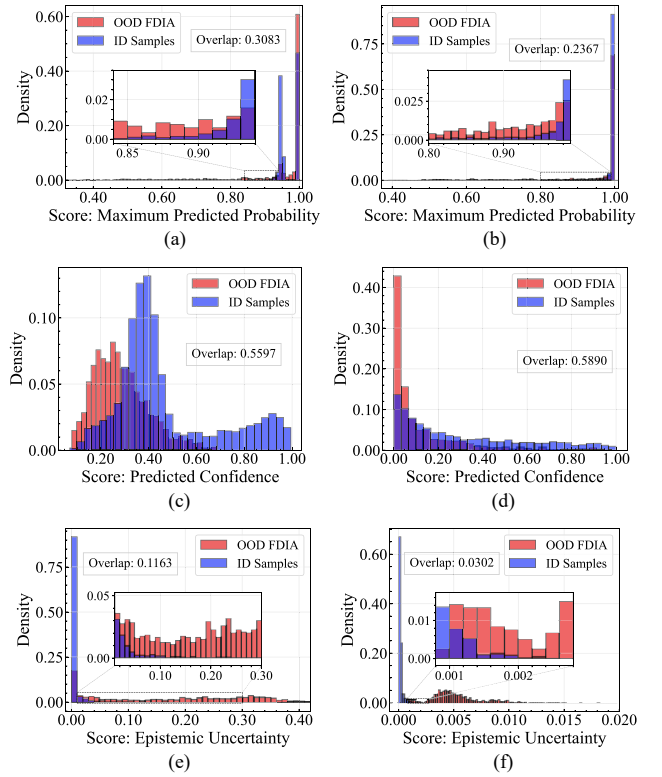 OOD FDIA
ID Samples
Overlap: 0.3083
0.60
0.40
0.20
0.00
0.02
0.00
0.85
0.90
0.40
0.60
0.80
1.00
Density
Score: Maximum Predicted Probability
(a)
OOD FDIA
ID Samples
Overlap: 0.2367
0.75
0.50
0.25
0.00
0.025
0.000
0.80
0.90
0.40
0.60
0.80
1.00
Density
Score: Maximum Predicted Probability
(b)
OOD FDIA
ID Samples
Overlap: 0.5597
0.10
0.05
0.00
0.20
0.40
0.60
0.80
1.00
Density
Score: Predicted Confidence
(c)
OOD FDIA
ID Samples
Overlap: 0.5890
0.40
0.30
0.20
0.10
0.00
0.00
0.20
0.40
0.60
0.80
1.00
Density
Score: Predicted Confidence
(d)
OOD FDIA
ID Samples
Overlap: 0.1163
0.75
0.50
0.25
0.00
0.05
0.00
0.10
0.20
0.30
0.00
0.10
0.20
0.30
0.40
Density
Score: Epistemic Uncertainty
(e)
OOD FDIA
ID Samples
Overlap: 0.0302
0.60
0.40
0.20
0.00
0.01
0.00
0.001
0.002
0.000
0.005
0.010
0.015
0.020
Density
Score: Epistemic Uncertainty
(f)